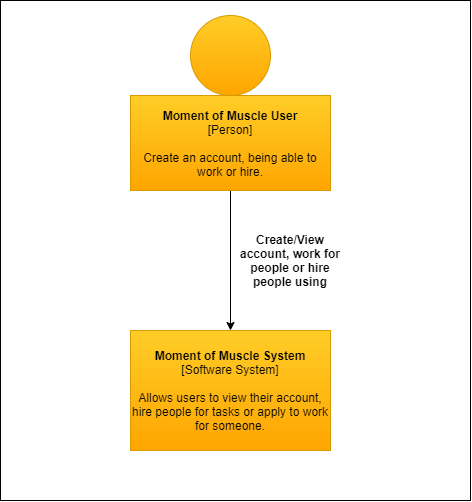 Moment of Muscle User
[Person]
Create an account, being able to
work or hire.
Create/View
account, work for
people or hire
people using
Moment of Muscle System
[Software System]
Allows users to view their account,
hire people for tasks or apply to work
for someone.